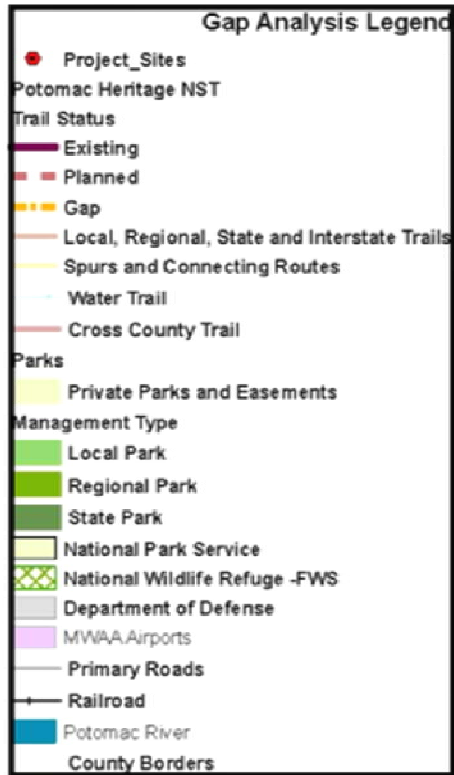 Gap Analysis Legend
Project_Sites
Potomac Heritage NST
Trail Status
Existing
Planned
Gap
Local, Regional, State and Interstate Trails
Spurs and Connecting Routes
Water Trail
Cross County Trail
Parks
Private Parks and Easements
Management Type
Local Park
Regional Park
State Park
National Park Service
National Wildlife Refuge -FWS
Department of Defense
MWAA Airports
Primary Roads
Railroad
Potomac River
County Borders